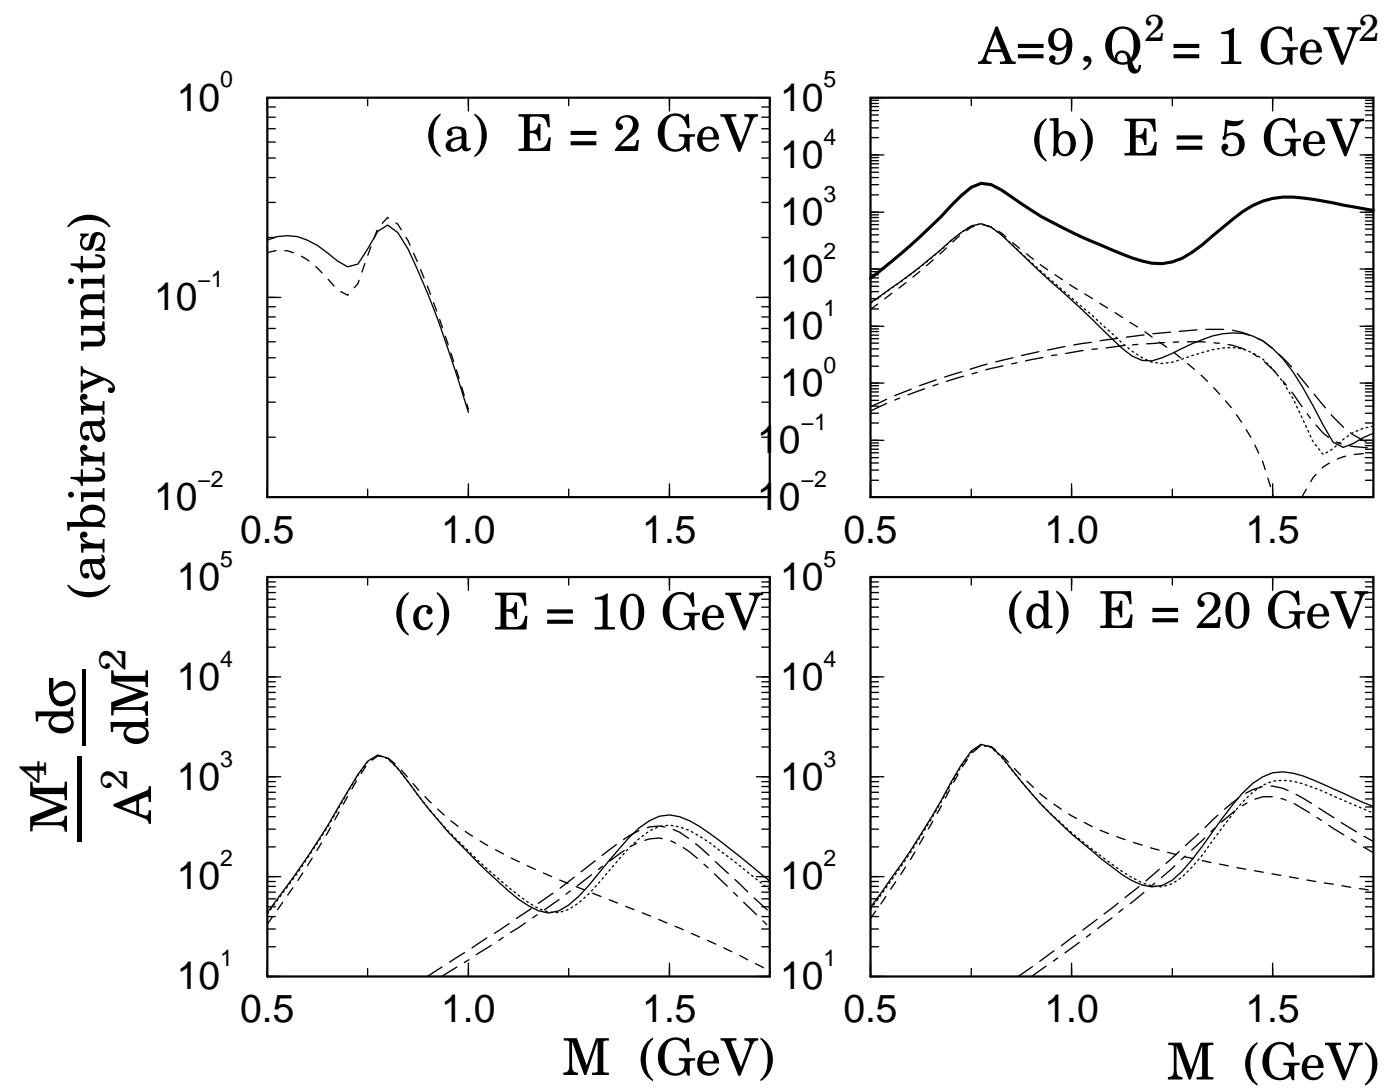 A=9, Q² = 1 GeV²
(a) E = 2 GeV
10⁰
10⁻¹
10⁻²
0.5 1.0 1.5
(b) E = 5 GeV
10⁵
10⁴
10³
10²
10¹
10⁰
10⁻¹
10⁻²
0.5 1.0 1.5
(c) E = 10 GeV
10⁵
10⁴
10³
10²
10¹
0.5 1.0 1.5
M (GeV)
(d) E = 20 GeV
10⁵
10⁴
10³
10²
10¹
0.5 1.0 1.5
M (GeV)
M⁴/A² dσ/dM² (arbitrary units)